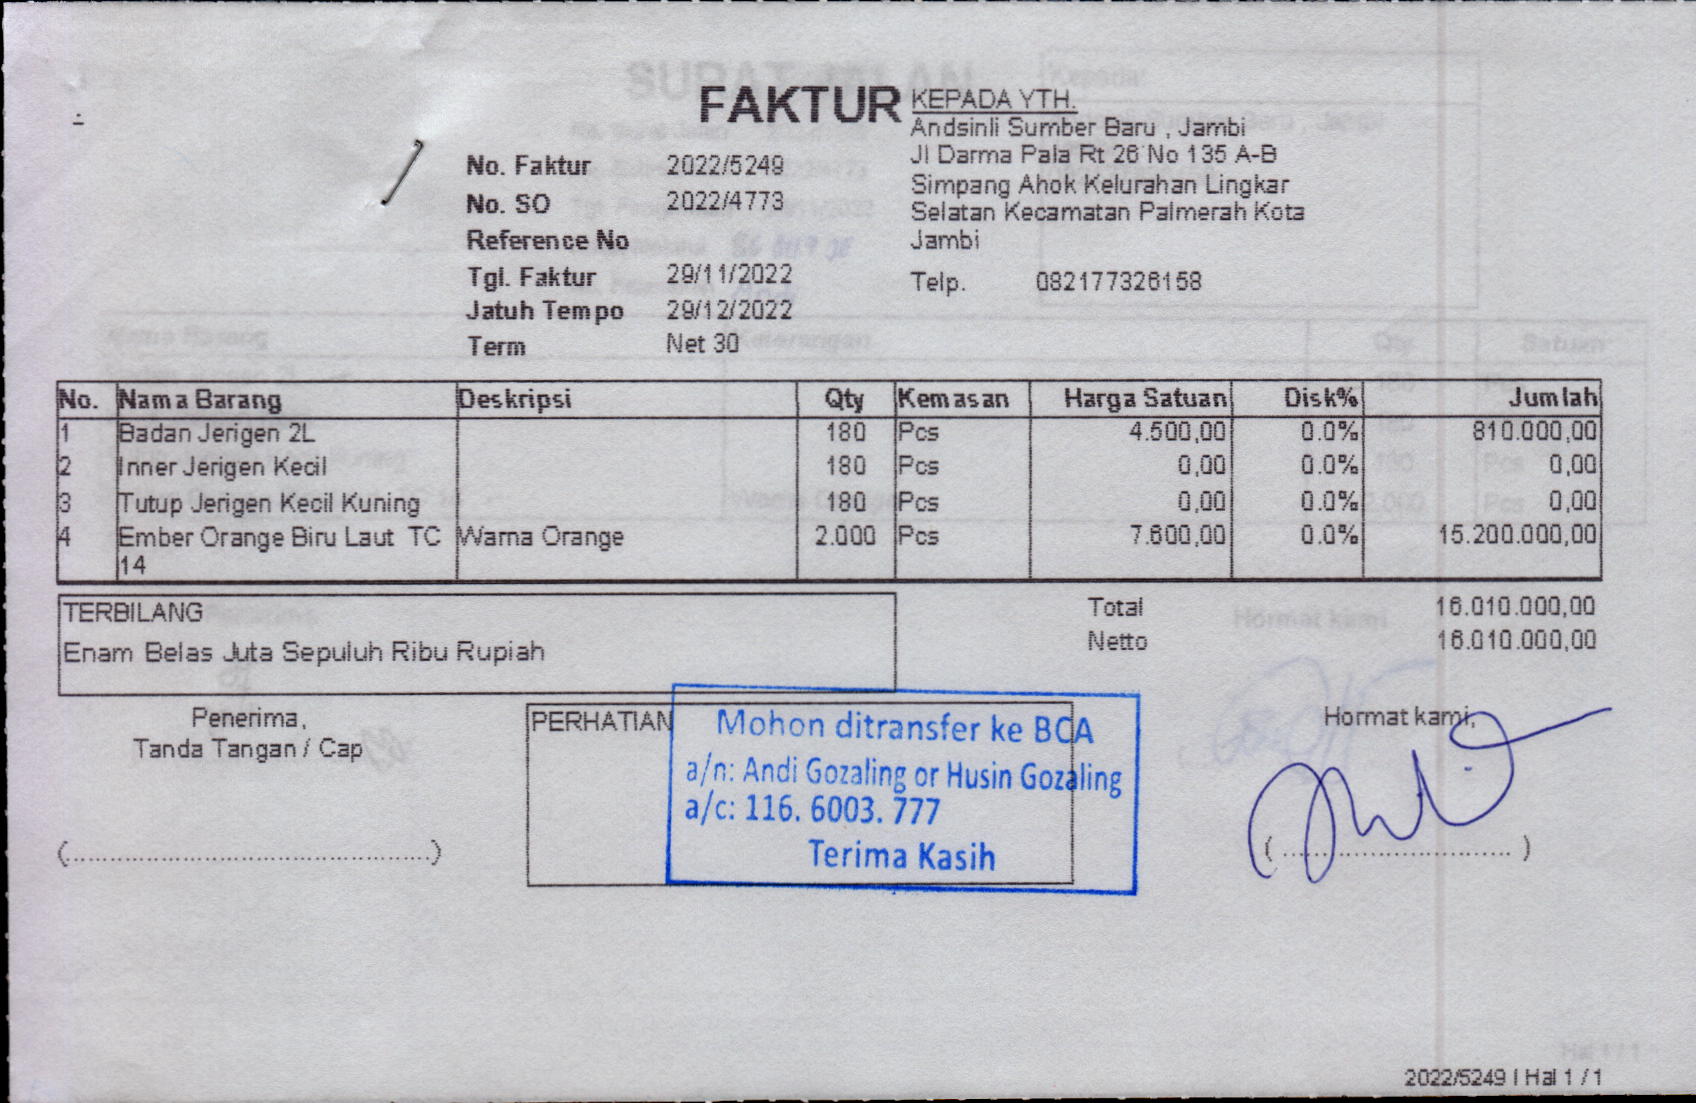 FAKTUR
No. Faktur 2022/5249
No. SO 2022/4773
Reference No
Tgl. Faktur 29/11/2022
Jatuh Tempo 29/12/2022
Term Net 30
KEPADA YTH.
Andsinli Sumber Baru , Jambi
Jl Darma Pala Rt 26 No 135 A-B
Simpang Ahok Kelurahan Lingkar
Selatan Kecamatan Palmerah Kota
Jambi
Telp. 082177326158
No. Nama Barang Deskripsi Qty Kemasan Harga Satuan Disk% Jumlah
1 Badan Jerigen 2L 180 Pcs 4.500,00 0.0% 810.000,00
2 Inner Jerigen Kecil 180 Pcs 0,00 0.0% 0,00
3 Tutup Jerigen Kecil Kuning 180 Pcs 0,00 0.0% 0,00
4 Ember Orange Biru Laut TC Warna Orange 2.000 Pcs 7.600,00 0.0% 15.200.000,00
14
TERBILANG
Enam Belas Juta Sepuluh Ribu Rupiah
Total 16.010.000,00
Netto 16.010.000,00
Penerima,
Tanda Tangan / Cap
(............................................)
PERHATIAN
Mohon ditransfer ke BCA
a/n: Andi Gozaling or Husin Gozaling
a/c: 116. 6003. 777
Terima Kasih
Hormat kami,
( ............................ )
2022/5249 | Hal 1 / 1